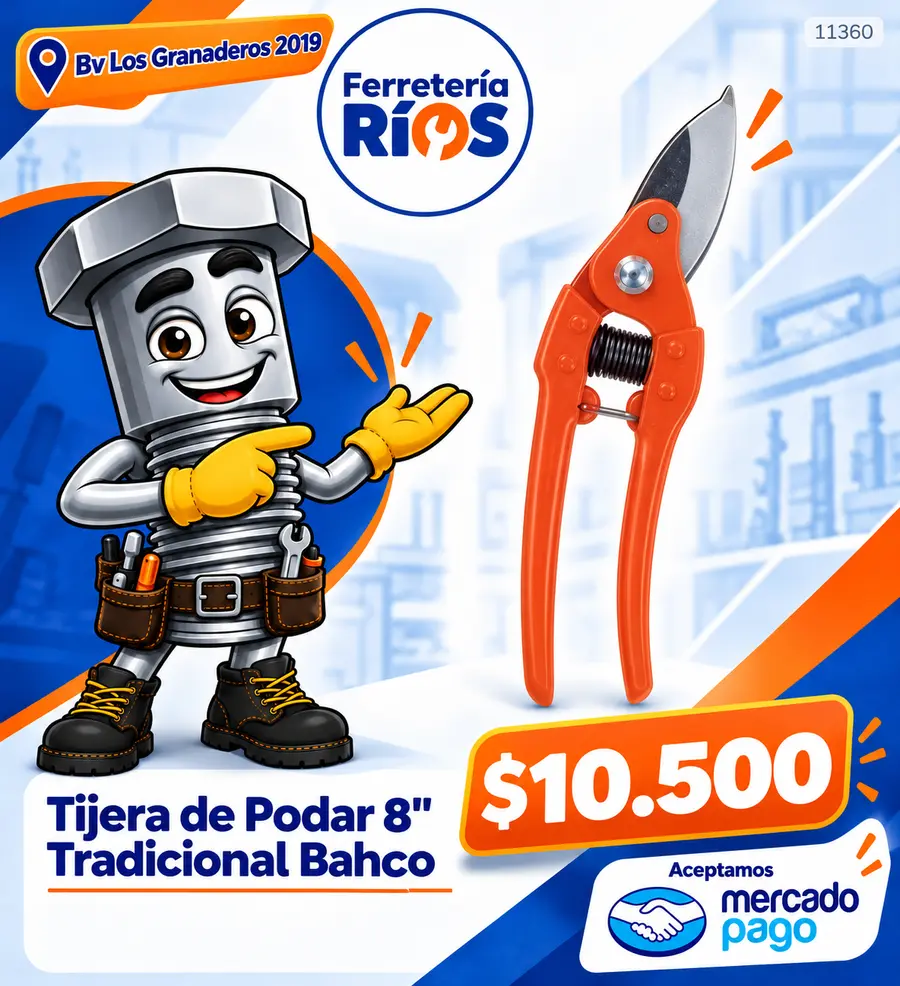 Bv Los Granaderos 2019
Ferretería
RÍOS
11360
Tijera de Podar 8"
Tradicional Bahco
$10.500
Aceptamos
mercado
pago